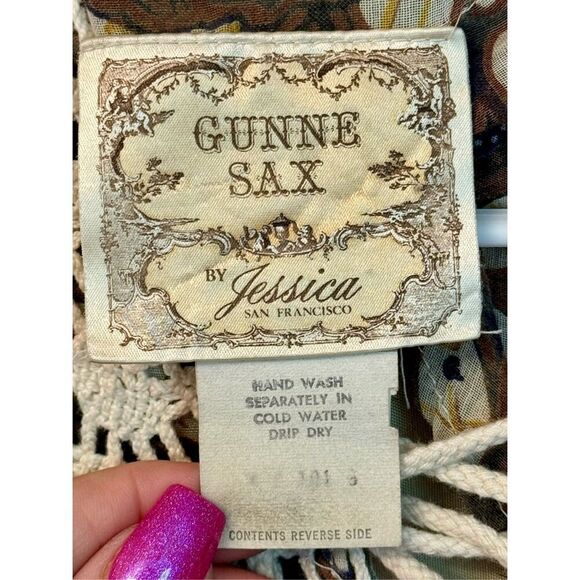 GUNNE
SAX
BY Jessica
SAN FRANCISCO
HAND WASH
SEPARATELY IN
COLD WATER
DRIP DRY
CONTENTS REVERSE SIDE